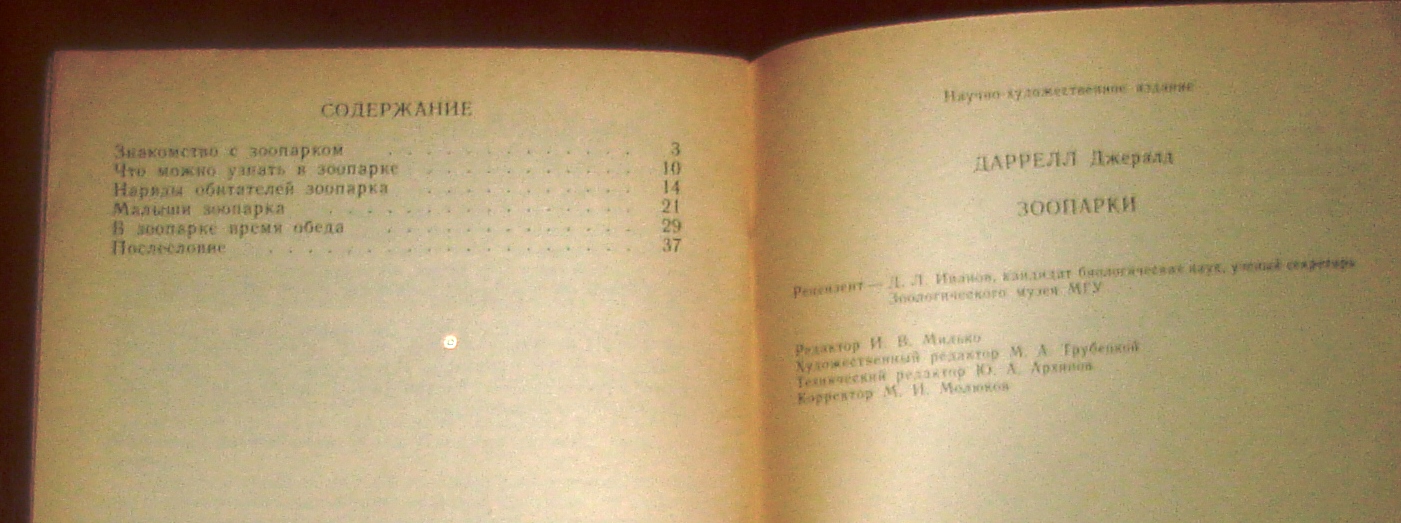 СОДЕРЖАНИЕ
Знакомство с зоопарком . . . . . . . . . . . . . 3
Что можно узнать в зоопарке . . . . . . . . . . . 10
Наряды обитателей зоопарка . . . . . . . . . . . 14
Малыши зоопарка . . . . . . . . . . . . . . . . 21
В зоопарке время обеда . . . . . . . . . . . . . 29
Послесловие . . . . . . . . . . . . . . . . . . . 37
Научно-художественное издание
ДАРРЕЛЛ Джералд
ЗООПАРКИ
Рецензент — Д. Л. Иванов, кандидат биологических наук, ученый секретарь
Зоологического музея МГУ
Редактор И. В. Милько
Художественный редактор М. А. Трубецкой
Технический редактор Ю. А. Архипов
Корректор М. И. Молюков